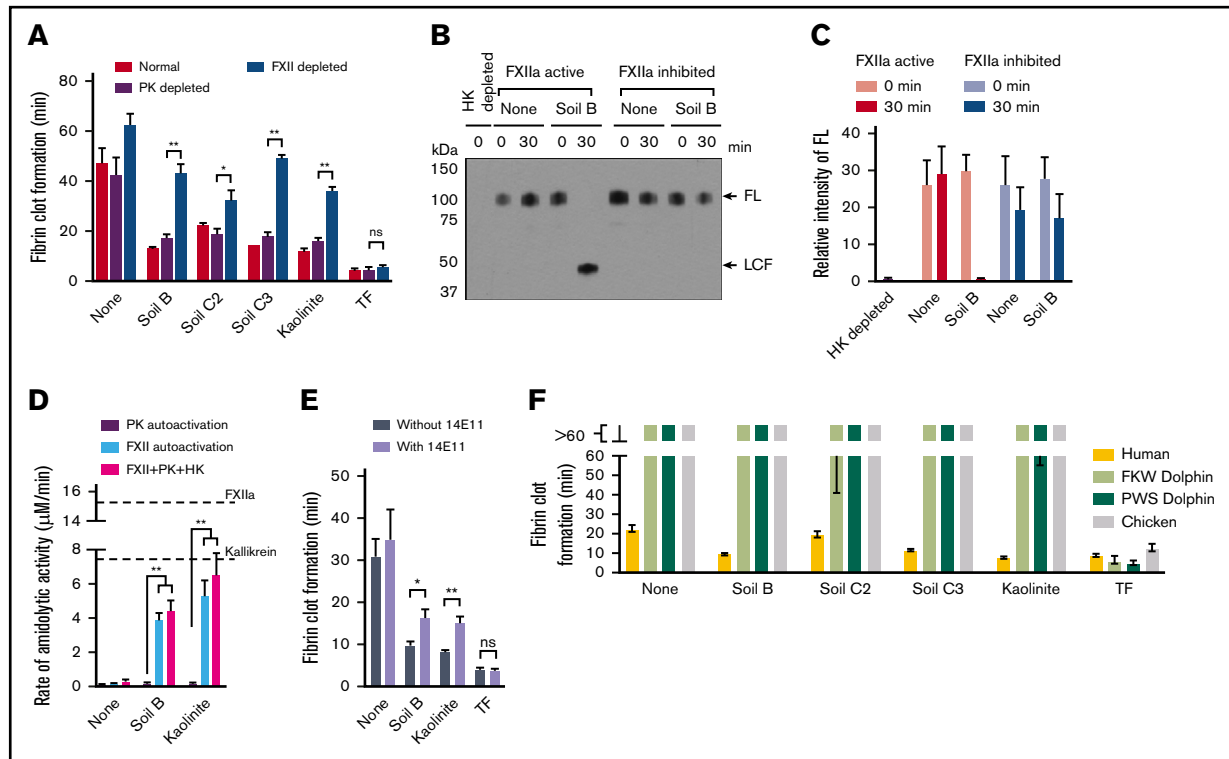 A
Normal
FXII depleted
PK depleted
Fibrin clot formation (min)
80
60
40
20
0
**
*
**
**
ns
None
Soil B
Soil C2
Soil C3
Kaolinite
TF
B
HK depleted
FXIIa active
FXIIa inhibited
None
Soil B
None
Soil B
0
0
30
0
30
0
30
0
30
min
kDa
150
100
75
50
37
FL
LCF
C
FXIIa active
FXIIa inhibited
0 min
0 min
30 min
30 min
Relative intensity of FL
40
30
20
10
0
HK depleted
None
Soil B
None
Soil B
D
PK autoactivation
FXII autoactivation
FXII+PK+HK
Rate of amidolytic activity (µM/min)
16
14
8
6
4
2
0
FXIIa
Kallikrein
**
**
None
Soil B
Kaolinite
E
Without 14E11
With 14E11
Fibrin clot formation (min)
50
40
30
20
10
0
*
**
ns
None
Soil B
Kaolinite
TF
F
Fibrin clot
formation (min)
>60
60
50
40
30
20
10
0
Human
FKW Dolphin
PWS Dolphin
Chicken
None
Soil B
Soil C2
Soil C3
Kaolinite
TF